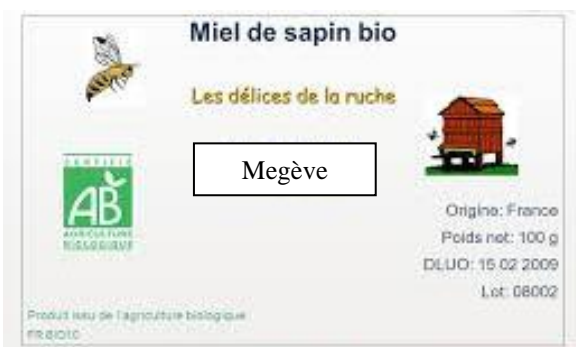 Miel de sapin bio
Les délices de la ruche
Megève
CERTIFIÉ
AB
AGRICULTURE
BIOLOGIQUE
Origine: France
Poids net: 100 g
DLUO: 15 02 2009
Lot: 08002
Produit issu de l'agriculture biologique
FR-BIO10